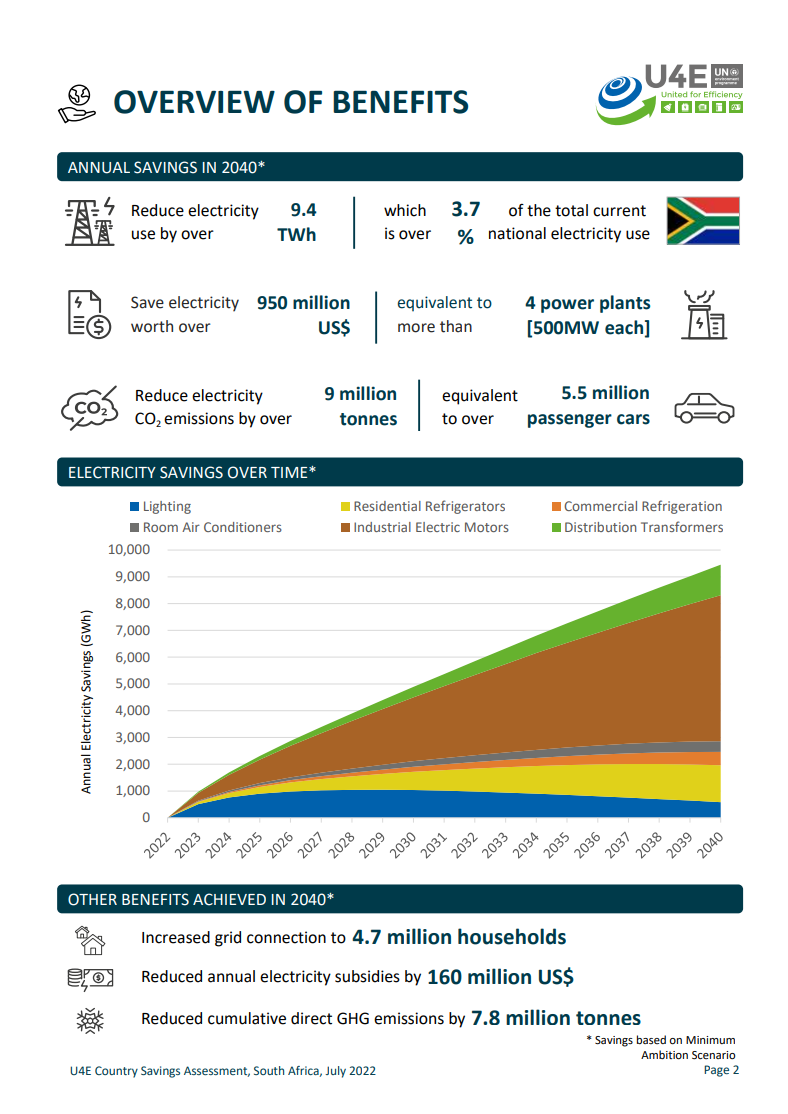 OVERVIEW OF BENEFITS
U4E
UN
environment
programme
United for Efficiency
ANNUAL SAVINGS IN 2040*
Reduce electricity
use by over
9.4
TWh
which
is over
3.7
%
of the total current
national electricity use
Save electricity
worth over
950 million
US$
equivalent to
more than
4 power plants
[500MW each]
CO2
Reduce electricity
CO2 emissions by over
9 million
tonnes
equivalent
to over
5.5 million
passenger cars
ELECTRICITY SAVINGS OVER TIME*
Lighting
Residential Refrigerators
Commercial Refrigeration
Room Air Conditioners
Industrial Electric Motors
Distribution Transformers
Annual Electricity Savings (GWh)
10,000
9,000
8,000
7,000
6,000
5,000
4,000
3,000
2,000
1,000
0
2022
2023
2024
2025
2026
2027
2028
2029
2030
2031
2032
2033
2034
2035
2036
2037
2038
2039
2040
OTHER BENEFITS ACHIEVED IN 2040*
Increased grid connection to 4.7 million households
Reduced annual electricity subsidies by 160 million US$
Reduced cumulative direct GHG emissions by 7.8 million tonnes
* Savings based on Minimum
Ambition Scenario
U4E Country Savings Assessment, South Africa, July 2022
Page 2